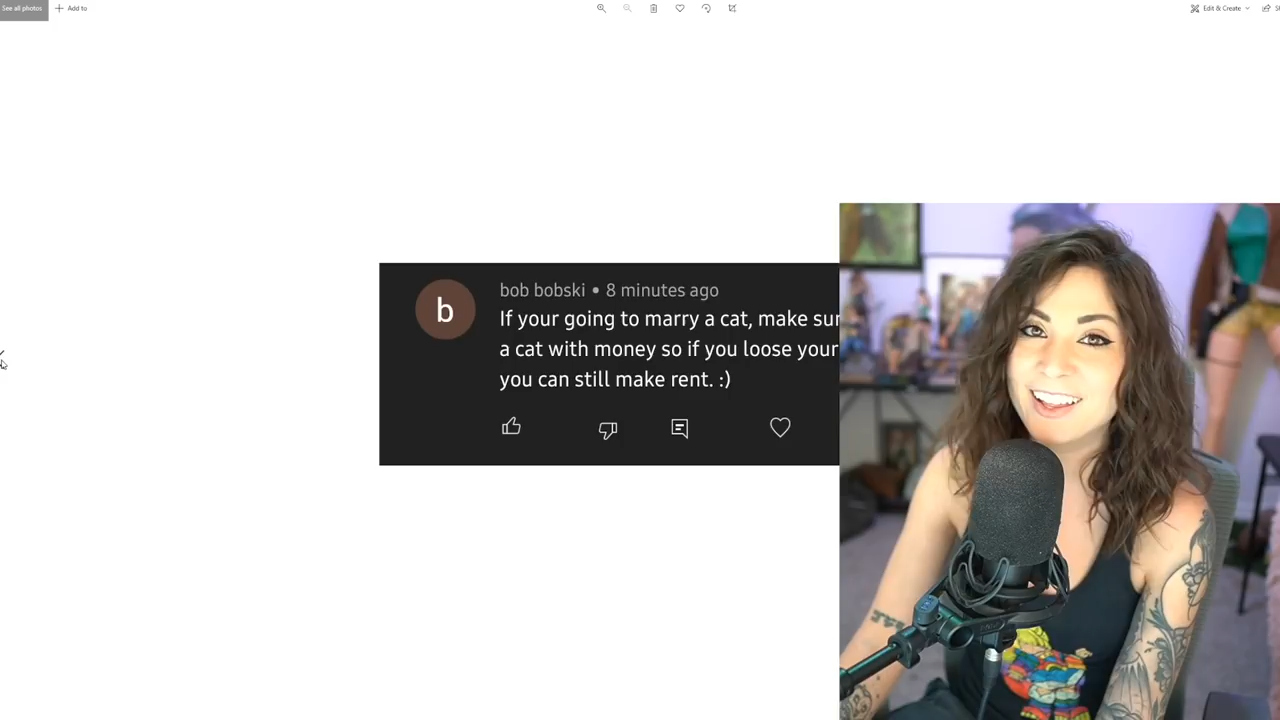 See all photos
Add to
Edit & Create
bob bobski • 8 minutes ago
If your going to marry a cat, make
a cat with money so if you loose your
you can still make rent. :)
b